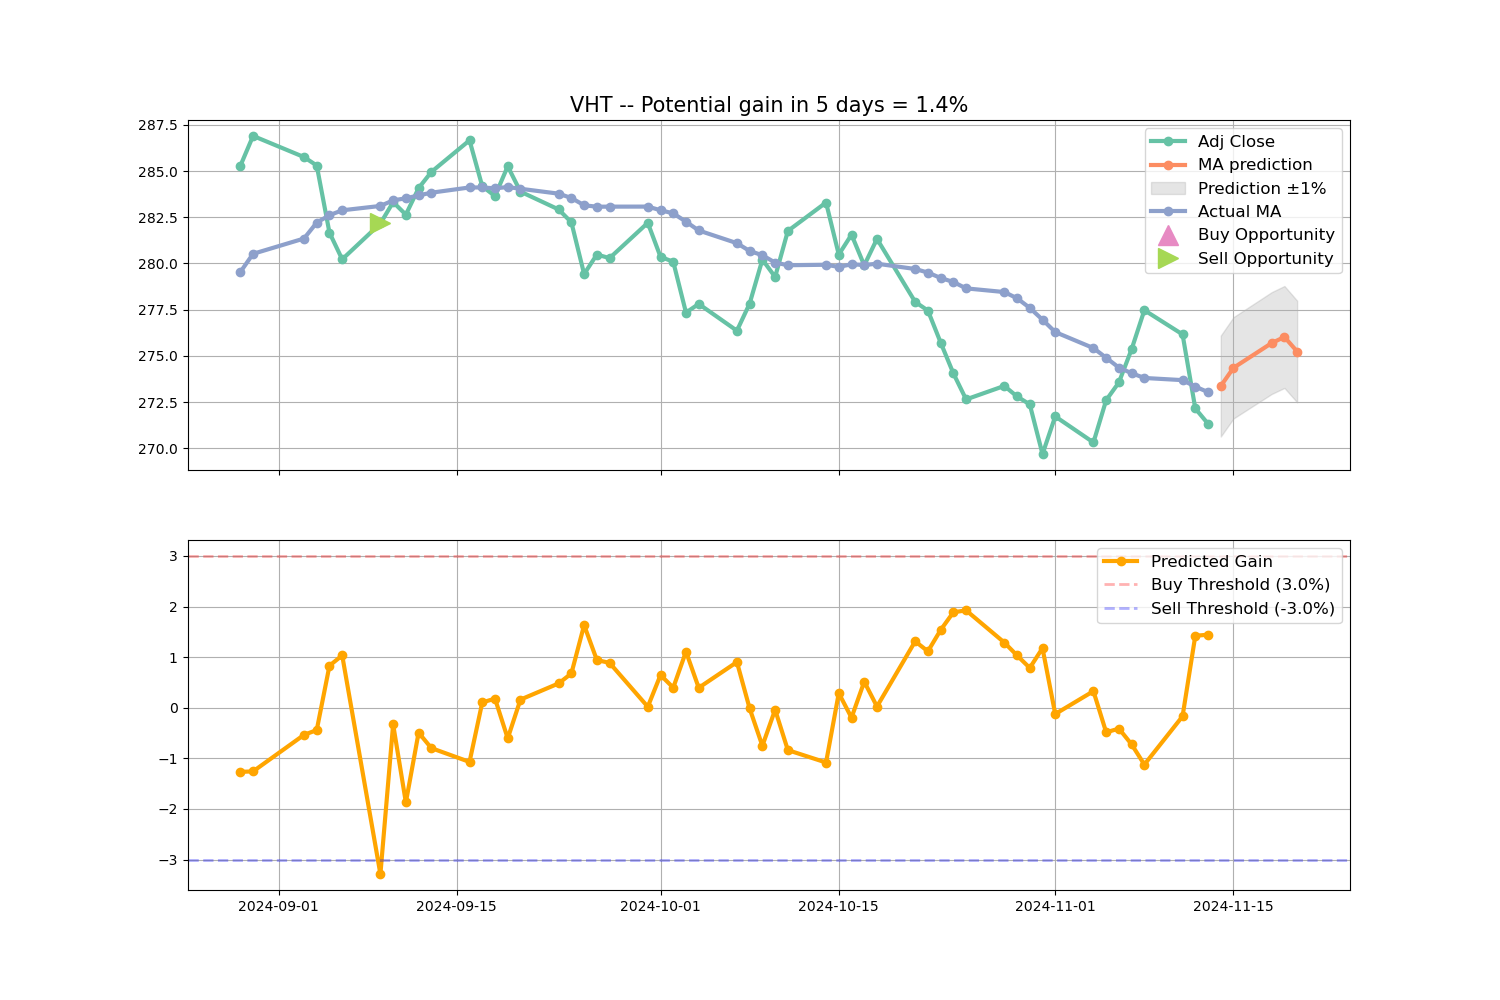 VHT -- Potential gain in 5 days = 1.4%
287.5
285.0
282.5
280.0
277.5
275.0
272.5
270.0
Adj Close
MA prediction
Prediction ±1%
Actual MA
Buy Opportunity
Sell Opportunity
3
2
1
0
−1
−2
−3
Predicted Gain
Buy Threshold (3.0%)
Sell Threshold (-3.0%)
2024-09-01 2024-09-15 2024-10-01 2024-10-15 2024-11-01 2024-11-15